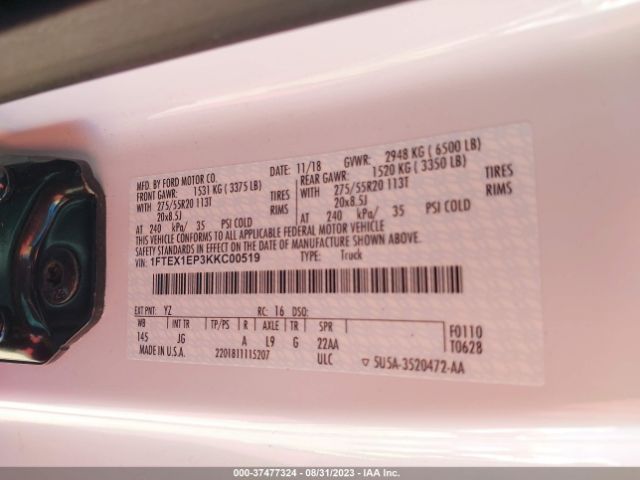 MFD. BY FORD MOTOR CO.
DATE: 11/18 GVWR: 2948 KG ( 6500 LB)
FRONT GAWR: 1531 KG ( 3375 LB)
REAR GAWR: 1520 KG ( 3350 LB)
WITH 275/55R20 113T TIRES
WITH 275/55R20 113T TIRES
20x8.5J RIMS
20x8.5J RIMS
AT 240 kPa/ 35 PSI COLD
AT 240 kPa/ 35 PSI COLD
THIS VEHICLE CONFORMS TO ALL APPLICABLE FEDERAL MOTOR VEHICLE
SAFETY STANDARDS IN EFFECT ON THE DATE OF MANUFACTURE SHOWN ABOVE.
VIN: 1FTEX1EP3KKC00519 TYPE: Truck
EXT PNT: YZ RC: 16 DSO:
WB INT TR TP/PS R AXLE TR SPR F0110
145 JG A L9 G 22AA T0628
MADE IN U.S.A. 2201811115207 ULC 5U5A-3520472-AA
000-37477324 - 08/31/2023 - IAA Inc.